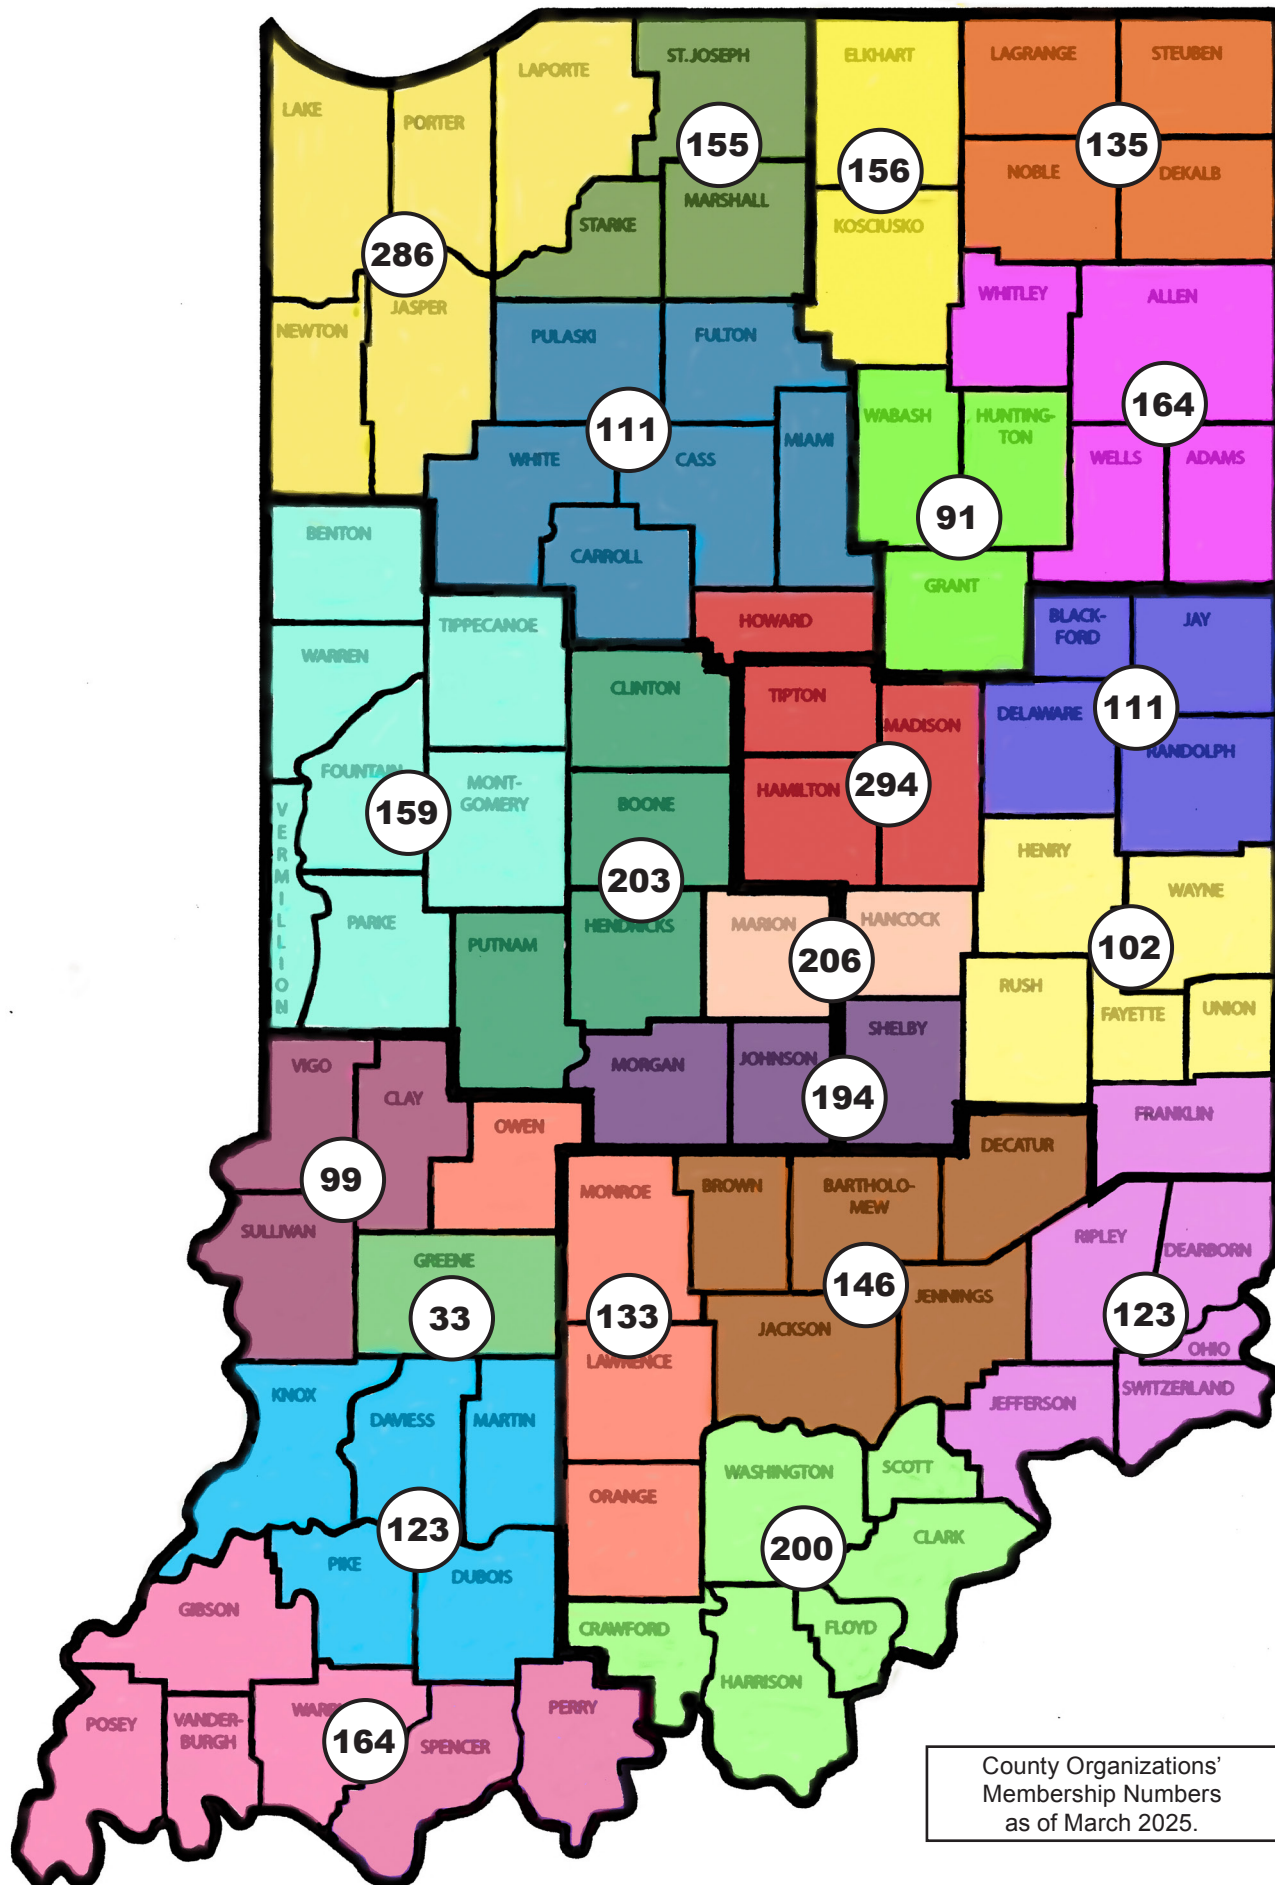 LAKE
PORTER
LAPORTE
ST.JOSEPH
ELKHART
LAGRANGE
STEUBEN
155
156
135
NOBLE
DEKALB
STARKE
MARSHALL
KOSCIUSKO
286
NEWTON
JASPER
PULASKI
FULTON
WHITLEY
ALLEN
111
WHITE
CASS
MIAMI
WABASH
HUNTING-
TON
164
WELLS
ADAMS
91
BENTON
CARROLL
GRANT
WARREN
TIPPECANOE
HOWARD
BLACK-
FORD
JAY
CLINTON
TIPTON
MADISON
DELAWARE
111
RANDOLPH
FOUNTAIN
MONT-
GOMERY
BOONE
HAMILTON
294
159
VERMILLION
203
HENDRICKS
HENRY
WAYNE
PARKE
PUTNAM
MARION
HANCOCK
206
102
RUSH
FAYETTE
UNION
VIGO
CLAY
MORGAN
JOHNSON
SHELBY
194
OWEN
FRANKLIN
DECATUR
99
SULLIVAN
MONROE
BROWN
BARTHOLO-
MEW
RIPLEY
DEARBORN
GREENE
33
133
146
JENNINGS
123
JACKSON
OHIO
LAWRENCE
KNOX
DAVIESS
MARTIN
JEFFERSON
SWITZERLAND
WASHINGTON
SCOTT
ORANGE
123
200
CLARK
PIKE
DUBOIS
GIBSON
CRAWFORD
FLOYD
HARRISON
POSEY
VANDER-
BURGH
164
SPENCER
PERRY
County Organizations’
Membership Numbers
as of March 2025.